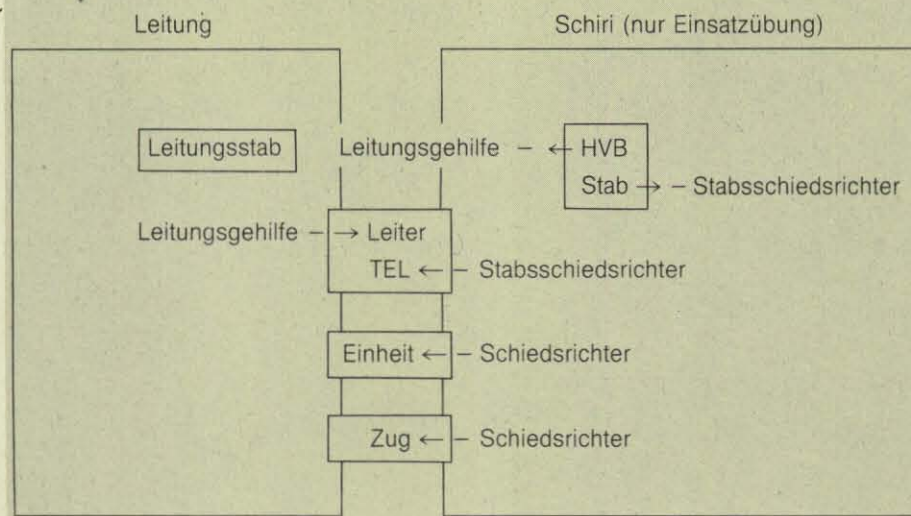 Leitung Schiri (nur Einsatzübung)
Leitungsstab Leitungsgehilfe – ← HVB
Stab → – Stabsschiedsrichter
Leitungsgehilfe – → Leiter
TEL ← – Stabsschiedsrichter
Einheit ← – Schiedsrichter
Zug ← – Schiedsrichter